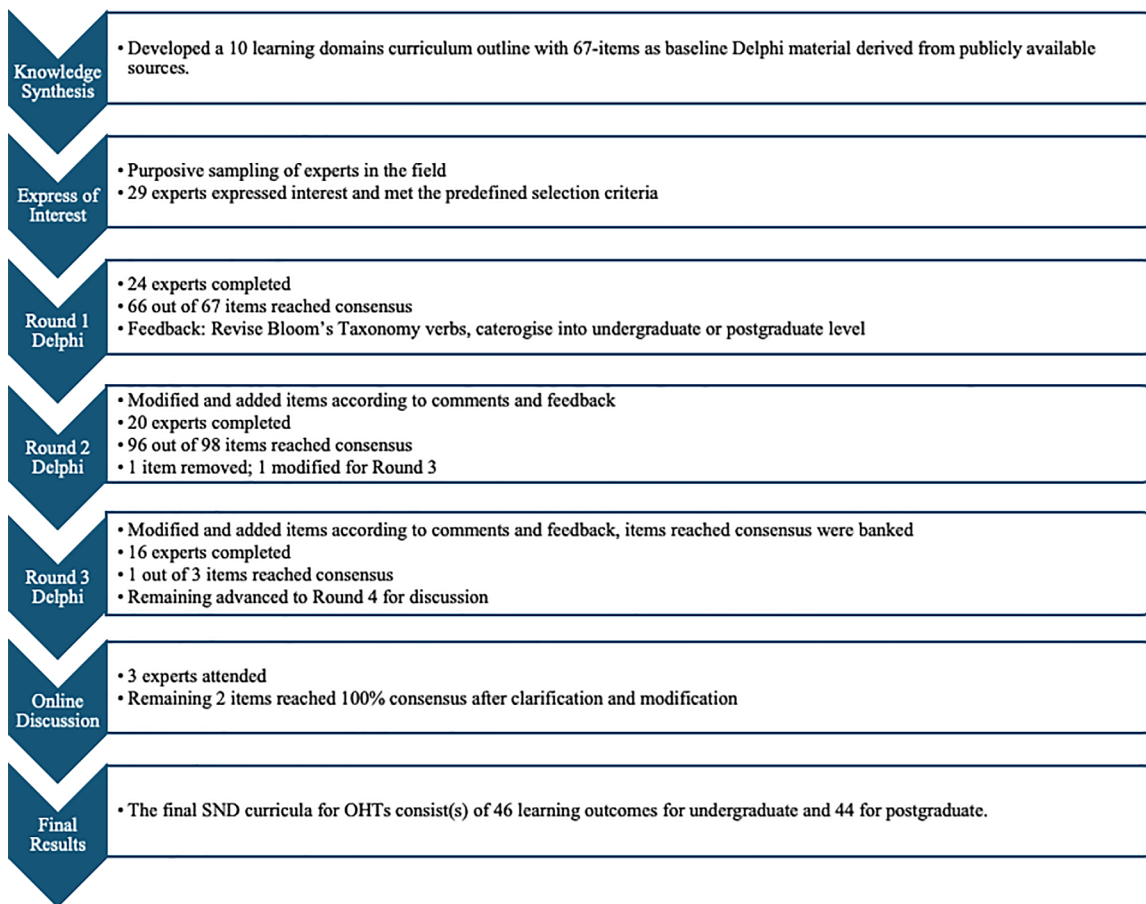 Knowledge
Synthesis
• Developed a 10 learning domains curriculum outline with 67-items as baseline Delphi material derived from publicly available
sources.
Express of
Interest
• Purposive sampling of experts in the field
• 29 experts expressed interest and met the predefined selection criteria
Round 1
Delphi
• 24 experts completed
• 66 out of 67 items reached consensus
• Feedback: Revise Bloom's Taxonomy verbs, caterogise into undergraduate or postgraduate level
Round 2
Delphi
• Modified and added items according to comments and feedback
• 20 experts completed
• 96 out of 98 items reached consensus
• 1 item removed; 1 modified for Round 3
Round 3
Delphi
• Modified and added items according to comments and feedback, items reached consensus were banked
• 16 experts completed
• 1 out of 3 items reached consensus
• Remaining advanced to Round 4 for discussion
Online
Discussion
• 3 experts attended
• Remaining 2 items reached 100% consensus after clarification and modification
Final
Results
• The final SND curricula for OHTs consist(s) of 46 learning outcomes for undergraduate and 44 for postgraduate.